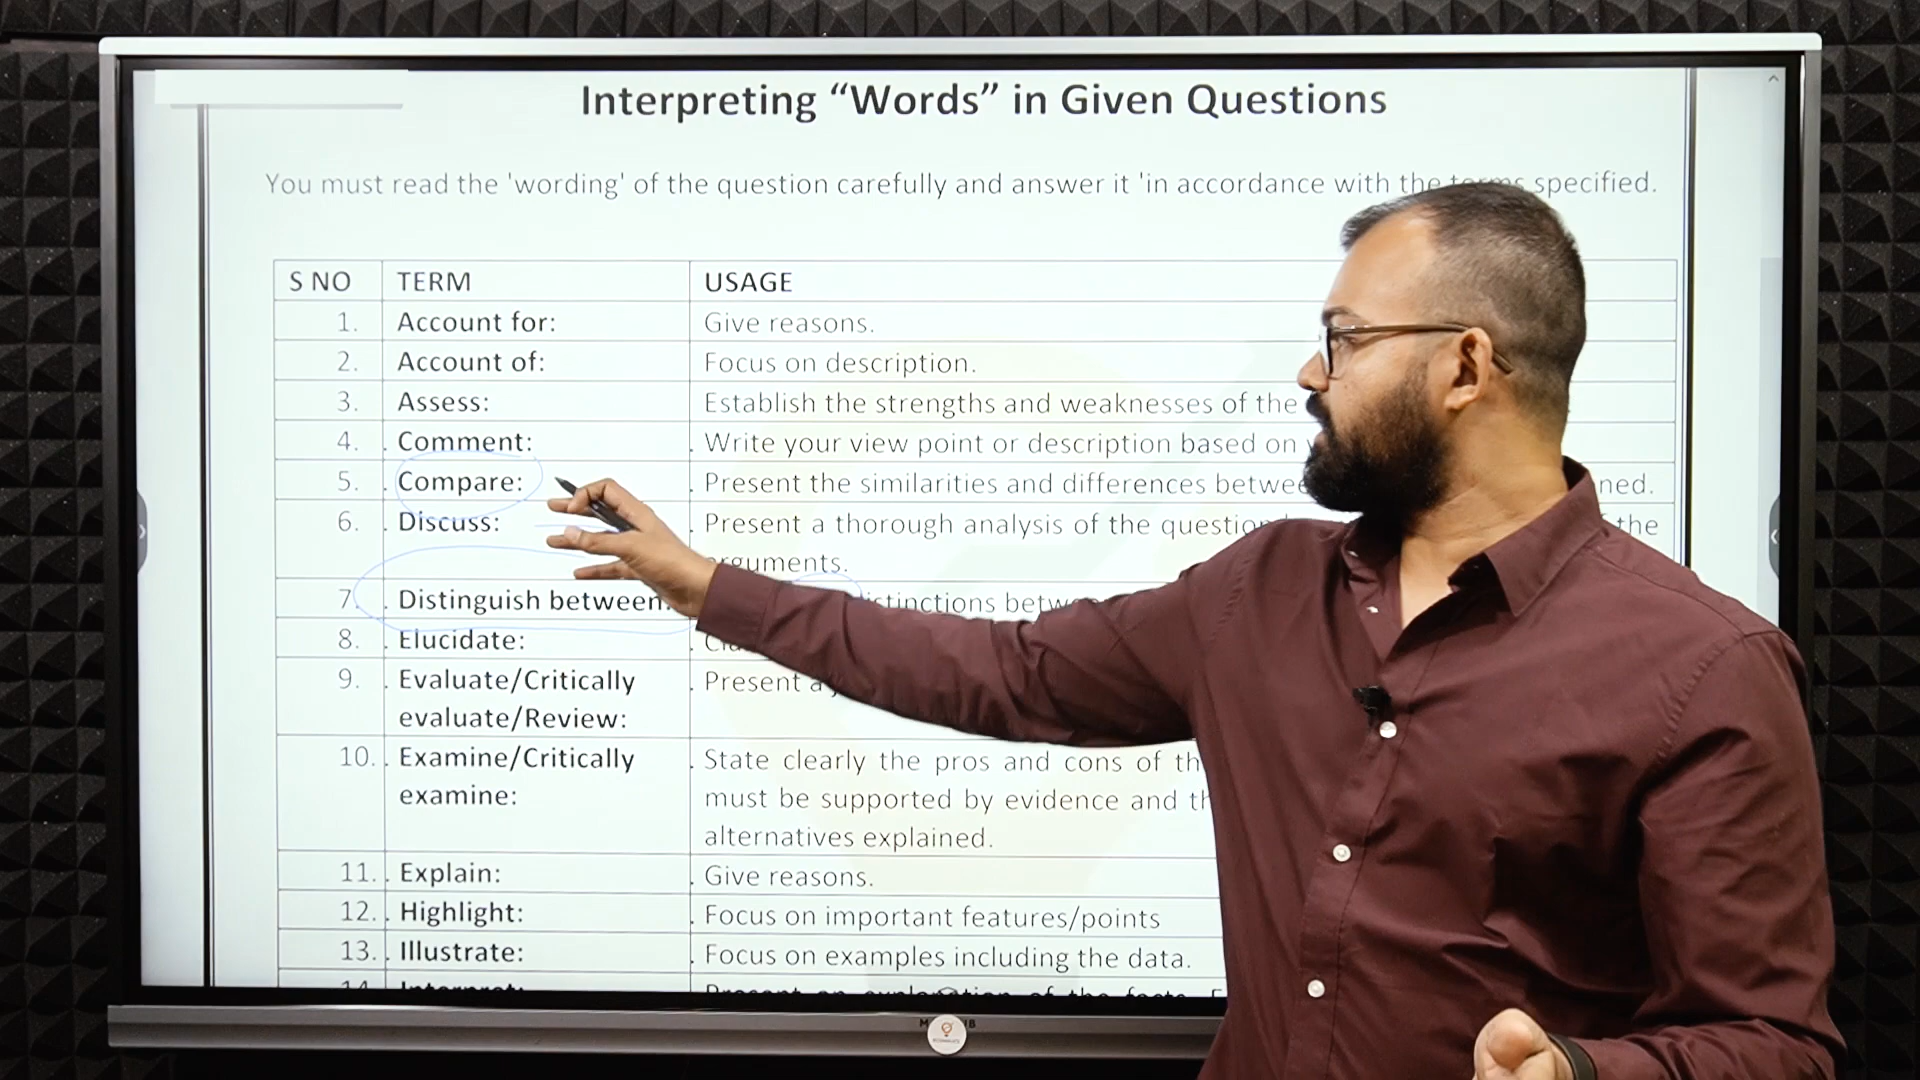 Interpreting “Words” in Given Questions
You must read the 'wording' of the question carefully and answer it 'in accordance with the terms specified.
S NO TERM USAGE
1. Account for: Give reasons.
2. Account of: Focus on description.
3. Assess: Establish the strengths and weaknesses of the
4. . Comment: . Write your view point or description based on
5. . Compare: . Present the similarities and differences ned.
6. . Discuss: . Present a thorough analysis of the question the
arguments.
7. . Distinguish between:
8. . Elucidate:
9. . Evaluate/Critically . Present a
evaluate/Review:
10. . Examine/Critically . State clearly the pros and cons of
examine: must be supported by evidence and
alternatives explained.
11. . Explain: . Give reasons.
12. . Highlight: . Focus on important features/points
13. . Illustrate: . Focus on examples including the data.